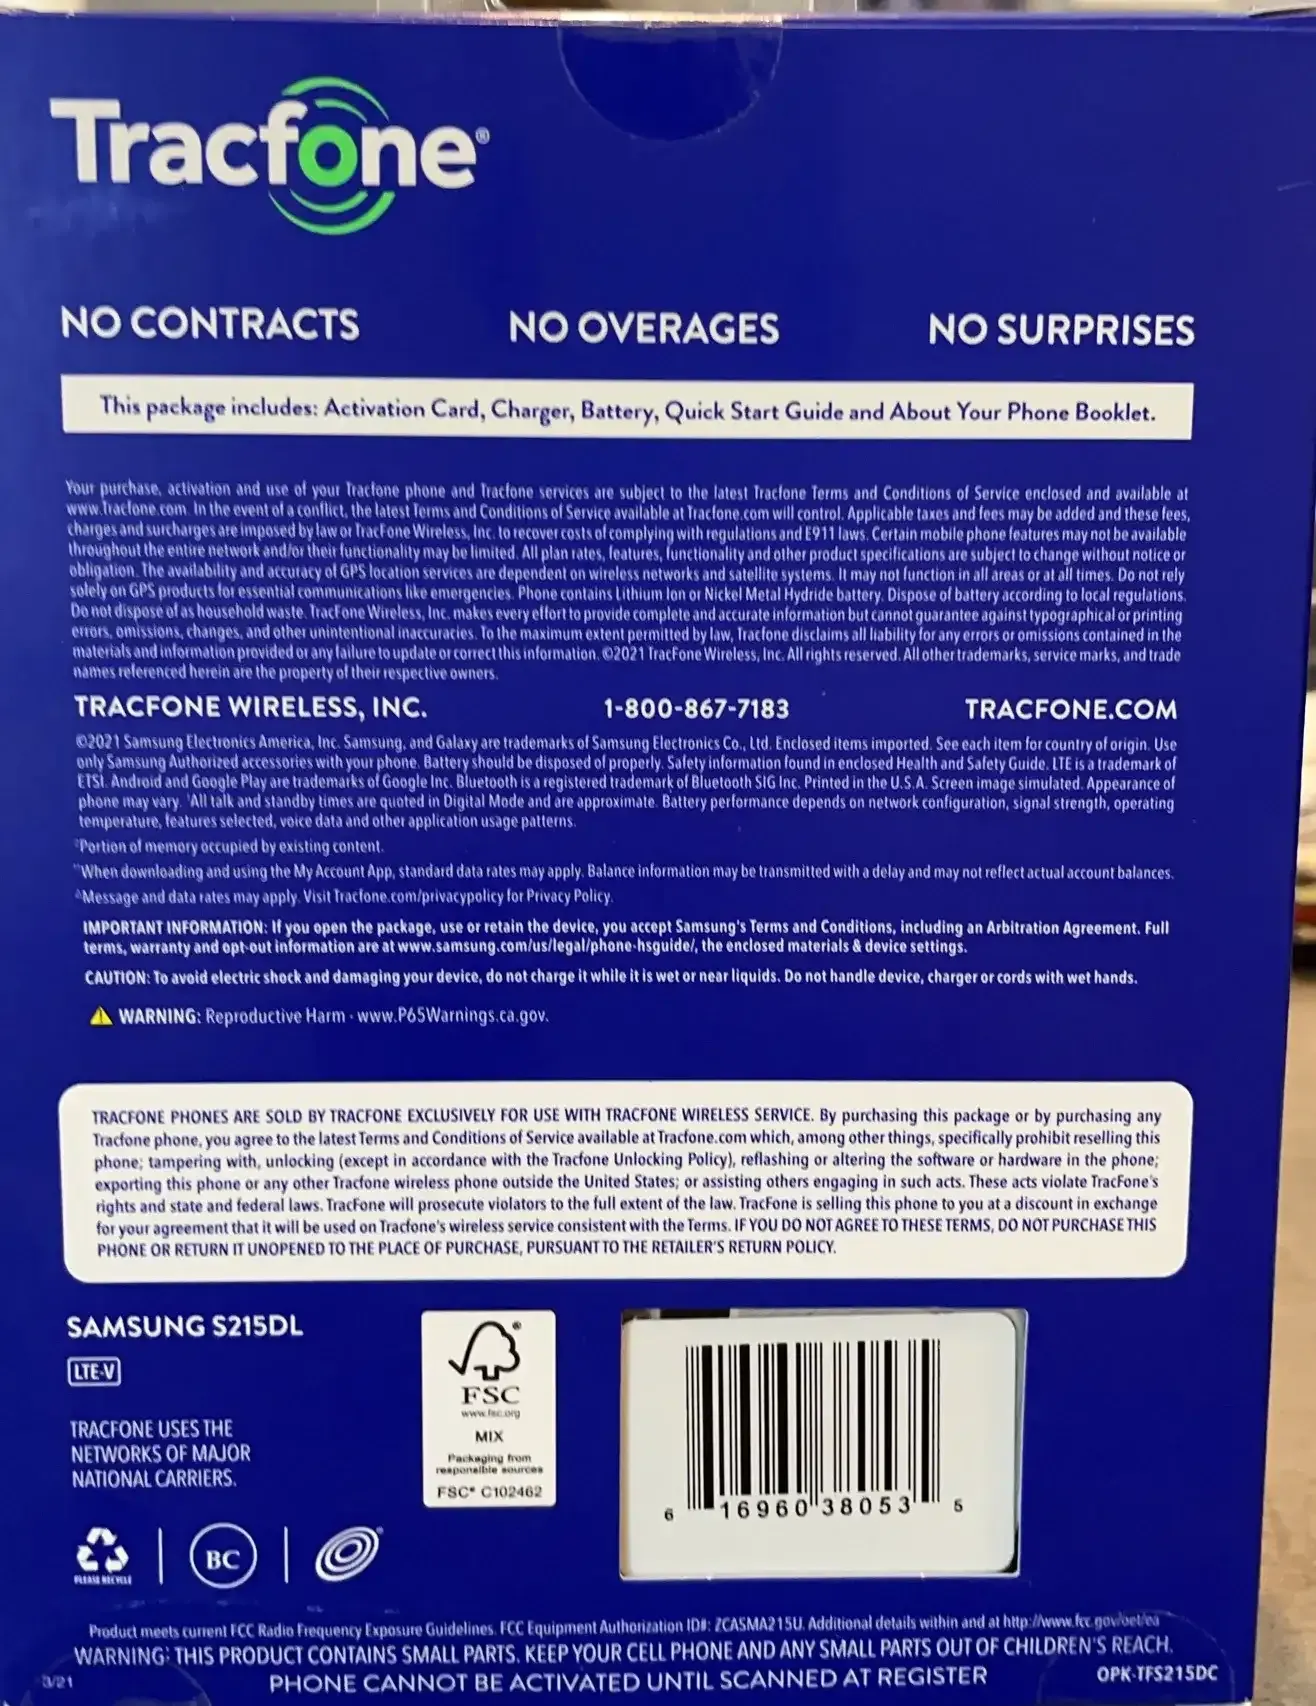 Tracfone®
NO CONTRACTS NO OVERAGES NO SURPRISES
This package includes: Activation Card, Charger, Battery, Quick Start Guide and About Your Phone Booklet.
Your purchase, activation and use of your Tracfone phone and Tracfone services are subject to the latest Tracfone Terms and Conditions of Service enclosed and available at
www.Tracfone.com. In the event of a conflict, the latest Terms and Conditions of Service available at Tracfone.com will control. Applicable taxes and fees may be added and these fees,
charges and surcharges are imposed by law or TracFone Wireless, Inc. to recover costs of complying with regulations and E911 laws. Certain mobile phone features may not be available
throughout the entire network and/or their functionality may be limited. All plan rates, features, functionality and other product specifications are subject to change without notice or
obligation. The availability and accuracy of GPS location services are dependent on wireless networks and satellite systems. It may not function in all areas or at all times. Do not rely
solely on GPS products for essential communications like emergencies. Phone contains Lithium Ion or Nickel Metal Hydride battery. Dispose of battery according to local regulations.
Do not dispose of as household waste. TracFone Wireless, Inc. makes every effort to provide complete and accurate information but cannot guarantee against typographical or printing
errors, omissions, changes, and other unintentional inaccuracies. To the maximum extent permitted by law, Tracfone disclaims all liability for any errors or omissions contained in the
materials and information provided or any failure to update or correct this information. ©2021 TracFone Wireless, Inc. All rights reserved. All other trademarks, service marks, and trade
names referenced herein are the property of their respective owners.
TRACFONE WIRELESS, INC. 1-800-867-7183 TRACFONE.COM
©2021 Samsung Electronics America, Inc. Samsung, and Galaxy are trademarks of Samsung Electronics Co., Ltd. Enclosed items imported. See each item for country of origin. Use
only Samsung Authorized accessories with your phone. Battery should be disposed of properly. Safety information found in enclosed Health and Safety Guide. LTE is a trademark of
ETSI. Android and Google Play are trademarks of Google Inc. Bluetooth is a registered trademark of Bluetooth SIG Inc. Printed in the U.S.A. Screen image simulated. Appearance of
phone may vary. All talk and standby times are quoted in Digital Mode and are approximate. Battery performance depends on network configuration, signal strength, operating
temperature, features selected, voice data and other application usage patterns.
Portion of memory occupied by existing content.
When downloading and using the My Account App, standard data rates may apply. Balance information may be transmitted with a delay and may not reflect actual account balances.
Message and data rates may apply. Visit Tracfone.com/privacypolicy for Privacy Policy.
IMPORTANT INFORMATION: If you open the package, use or retain the device, you accept Samsung's Terms and Conditions, including an Arbitration Agreement. Full
terms, warranty and opt-out information are at www.samsung.com/us/legal/phone-hsguide/, the enclosed materials & device settings.
CAUTION: To avoid electric shock and damaging your device, do not charge it while it is wet or near liquids. Do not handle device, charger or cords with wet hands.
WARNING: Reproductive Harm - www.P65Warnings.ca.gov.
TRACFONE PHONES ARE SOLD BY TRACFONE EXCLUSIVELY FOR USE WITH TRACFONE WIRELESS SERVICE. By purchasing this package or by purchasing any
Tracfone phone, you agree to the latest Terms and Conditions of Service available at Tracfone.com which, among other things, specifically prohibit reselling this
phone; tampering with, unlocking (except in accordance with the Tracfone Unlocking Policy), reflashing or altering the software or hardware in the phone;
exporting this phone or any other Tracfone wireless phone outside the United States; or assisting others engaging in such acts. These acts violate TracFone's
rights and state and federal laws. TracFone will prosecute violators to the full extent of the law. TracFone is selling this phone to you at a discount in exchange
for your agreement that it will be used on Tracfone's wireless service consistent with the Terms. IF YOU DO NOT AGREE TO THESE TERMS, DO NOT PURCHASE THIS
PHONE OR RETURN IT UNOPENED TO THE PLACE OF PURCHASE, PURSUANT TO THE RETAILER'S RETURN POLICY.
SAMSUNG S215DL
LTE-V
TRACFONE USES THE
NETWORKS OF MAJOR
NATIONAL CARRIERS.
PLEASE RECYCLE
BC
FSC
www.fsc.org
MIX
Packaging from
responsible sources
FSC® C102462
6 16960 38053 5
Product meets current FCC Radio Frequency Exposure Guidelines. FCC Equipment Authorization ID#: ZCASMA215U. Additional details within and at http://www.fcc.gov/oet/ea
WARNING: THIS PRODUCT CONTAINS SMALL PARTS. KEEP YOUR CELL PHONE AND ANY SMALL PARTS OUT OF CHILDREN'S REACH.
3/21 PHONE CANNOT BE ACTIVATED UNTIL SCANNED AT REGISTER OPK-TFS215DC